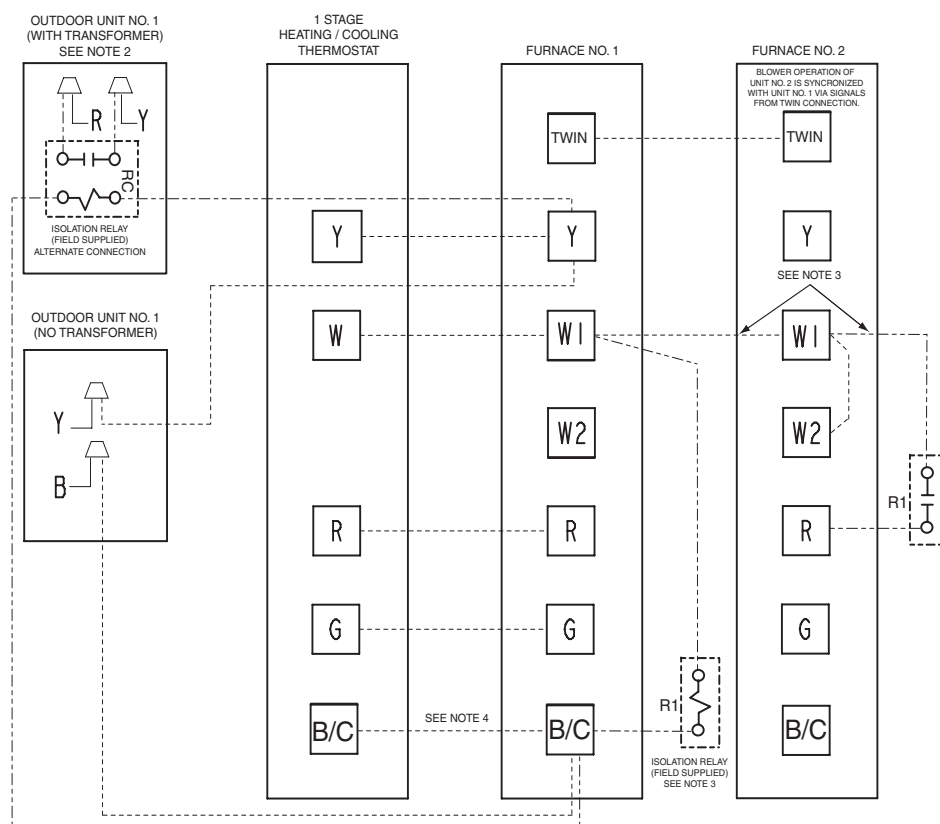 OUTDOOR UNIT NO. 1
(WITH TRANSFORMER)
SEE NOTE 2
R
Y
RC
ISOLATION RELAY
(FIELD SUPPLIED)
ALTERNATE CONNECTION
OUTDOOR UNIT NO. 1
(NO TRANSFORMER)
Y
B
1 STAGE
HEATING / COOLING
THERMOSTAT
Y
W
R
G
B/C
SEE NOTE 4
FURNACE NO. 1
TWIN
Y
W1
W2
R
G
B/C
R1
ISOLATION RELAY
(FIELD SUPPLIED)
SEE NOTE 3
FURNACE NO. 2
BLOWER OPERATION OF
UNIT NO. 2 IS SYNCRONIZED
WITH UNIT NO. 1 VIA SIGNALS
FROM TWIN CONNECTION.
TWIN
Y
SEE NOTE 3
W1
W2
R
G
B/C
R1